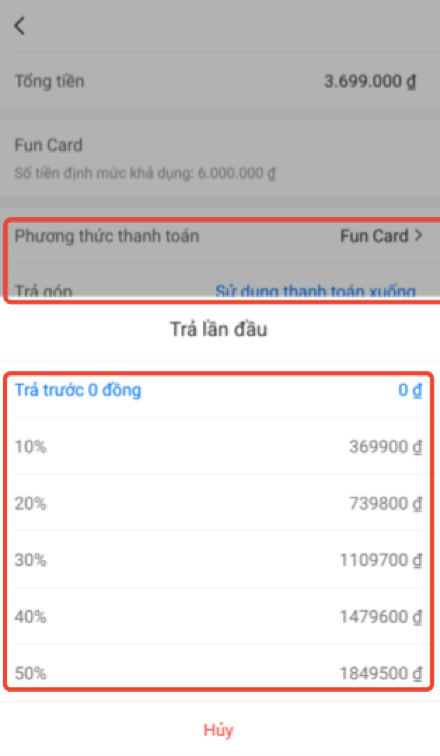 Tổng tiền 3.699.000 ₫
Fun Card
Số tiền định mức khả dụng: 6.000.000 ₫
Phương thức thanh toán Fun Card >
Trả góp Sử dụng thanh toán xuống
Trả lần đầu
Trả trước 0 đồng 0 ₫
10% 369900 ₫
20% 739800 ₫
30% 1109700 ₫
40% 1479600 ₫
50% 1849500 ₫
Hủy